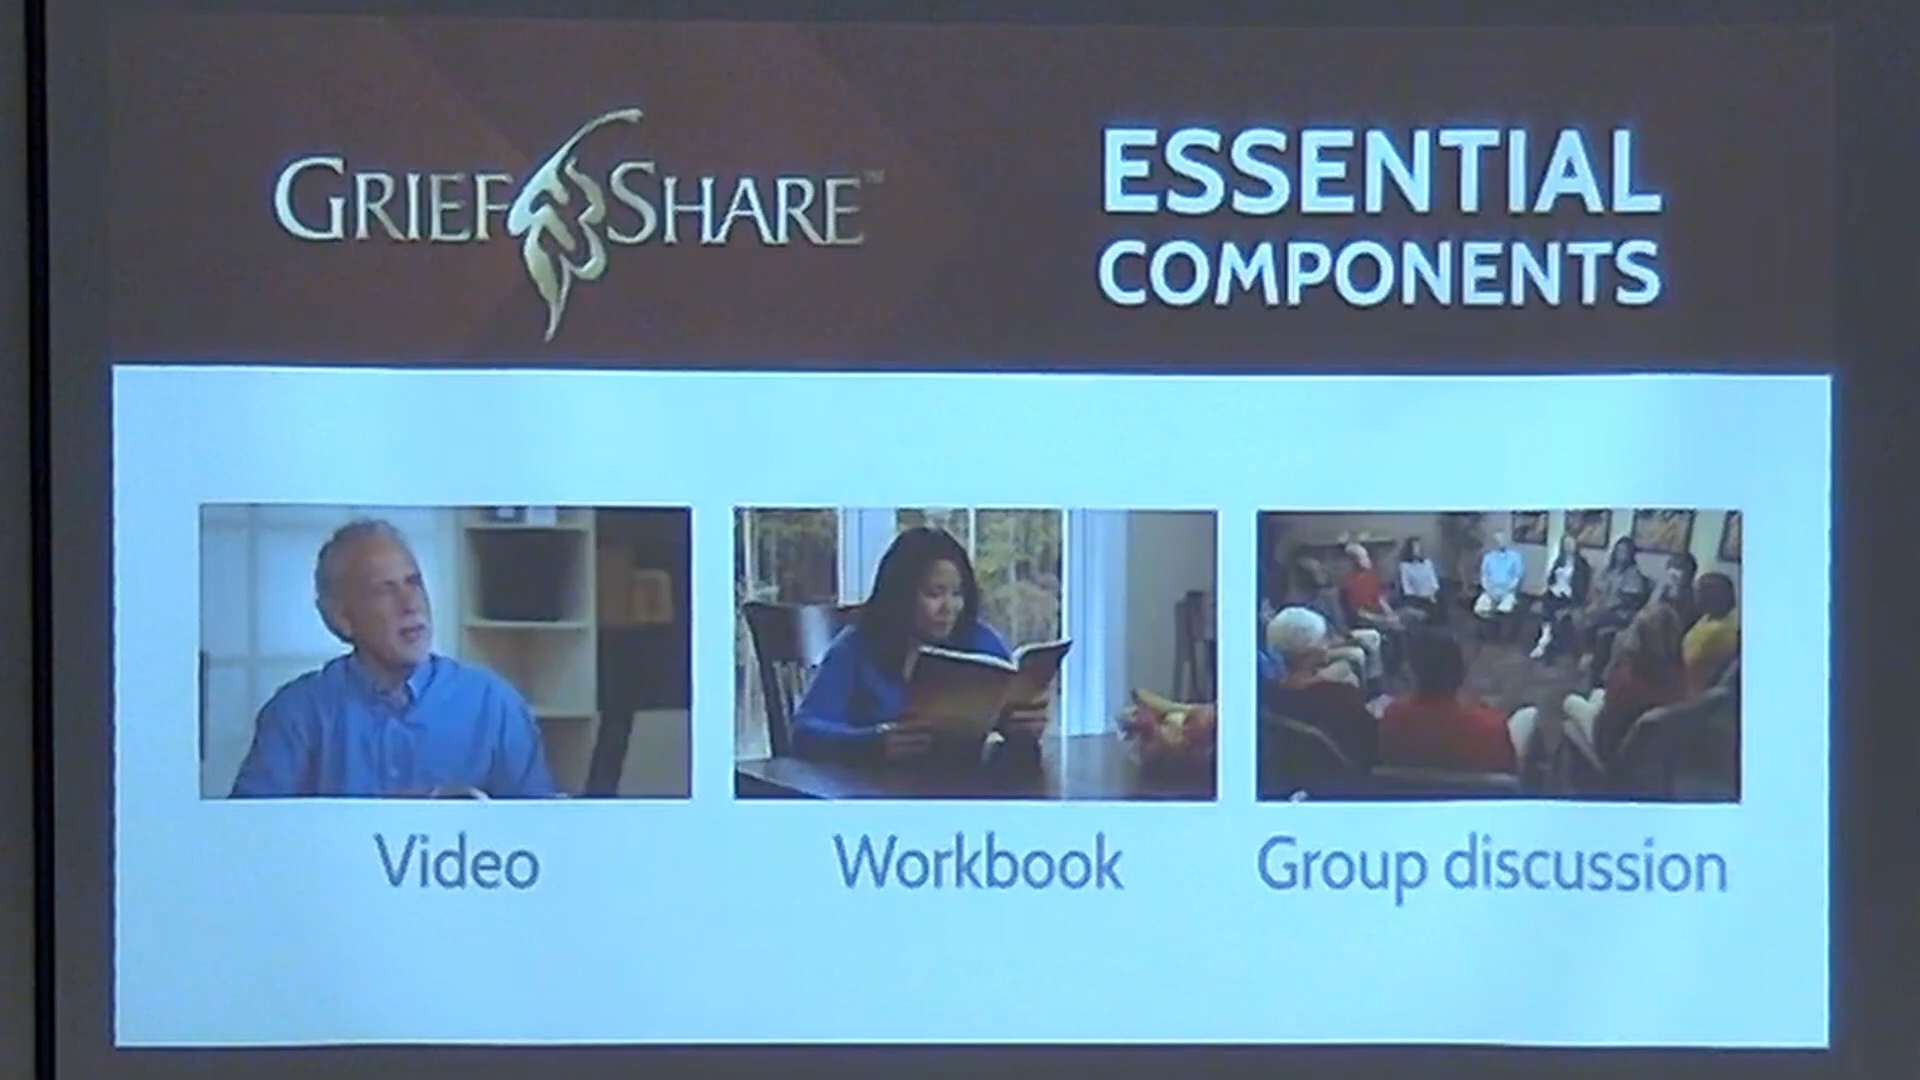 GRIEFSHARE™
ESSENTIAL
COMPONENTS
Video
Workbook
Group discussion